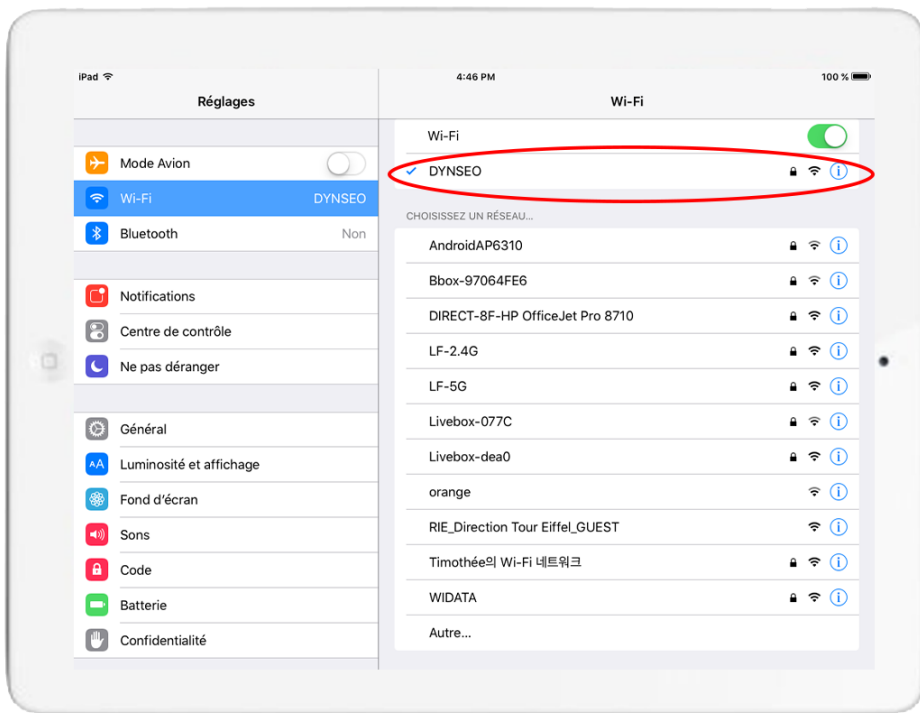 iPad
4:46 PM
100 %
Réglages
Wi-Fi
Mode Avion
Wi-Fi
DYNSEO
Bluetooth
Non
Notifications
Centre de contrôle
Ne pas déranger
Général
Luminosité et affichage
Fond d'écran
Sons
Code
Batterie
Confidentialité
Wi-Fi
DYNSEO
CHOISISSEZ UN RÉSEAU...
AndroidAP6310
Bbox-97064FE6
DIRECT-8F-HP OfficeJet Pro 8710
LF-2.4G
LF-5G
Livebox-077C
Livebox-dea0
orange
RIE_Direction Tour Eiffel_GUEST
Timothée의 Wi-Fi 네트워크
WIDATA
Autre...